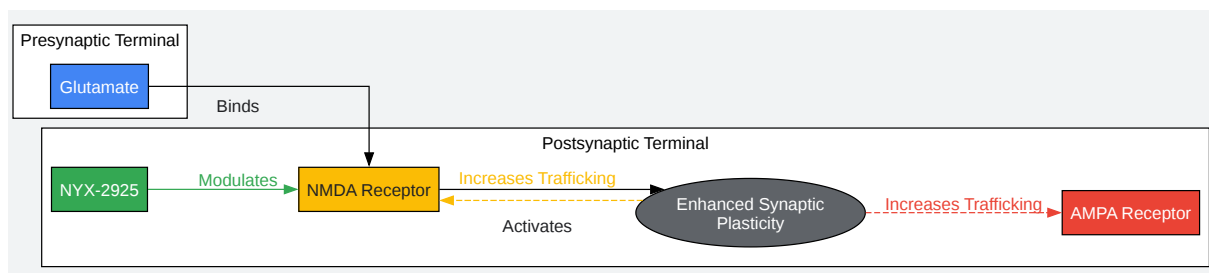 Presynaptic Terminal
Glutamate
Binds
Postsynaptic Terminal
NYX-2925
Modulates
NMDA Receptor
Increases Trafficking
Activates
Enhanced Synaptic
Plasticity
Increases Trafficking
AMPA Receptor